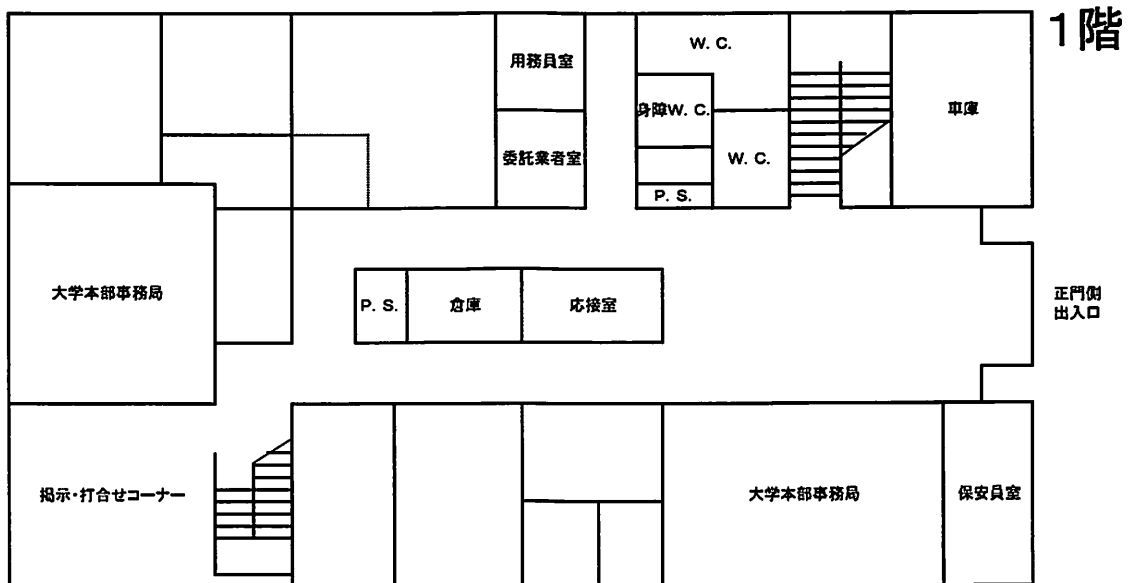 1階
用務員室
W. C.
身障W. C.
車庫
委託業者室
W. C.
P. S.
大学本部事務局
P. S.
倉庫
応接室
正門側
出入口
掲示・打合せコーナー
大学本部事務局
保安員室